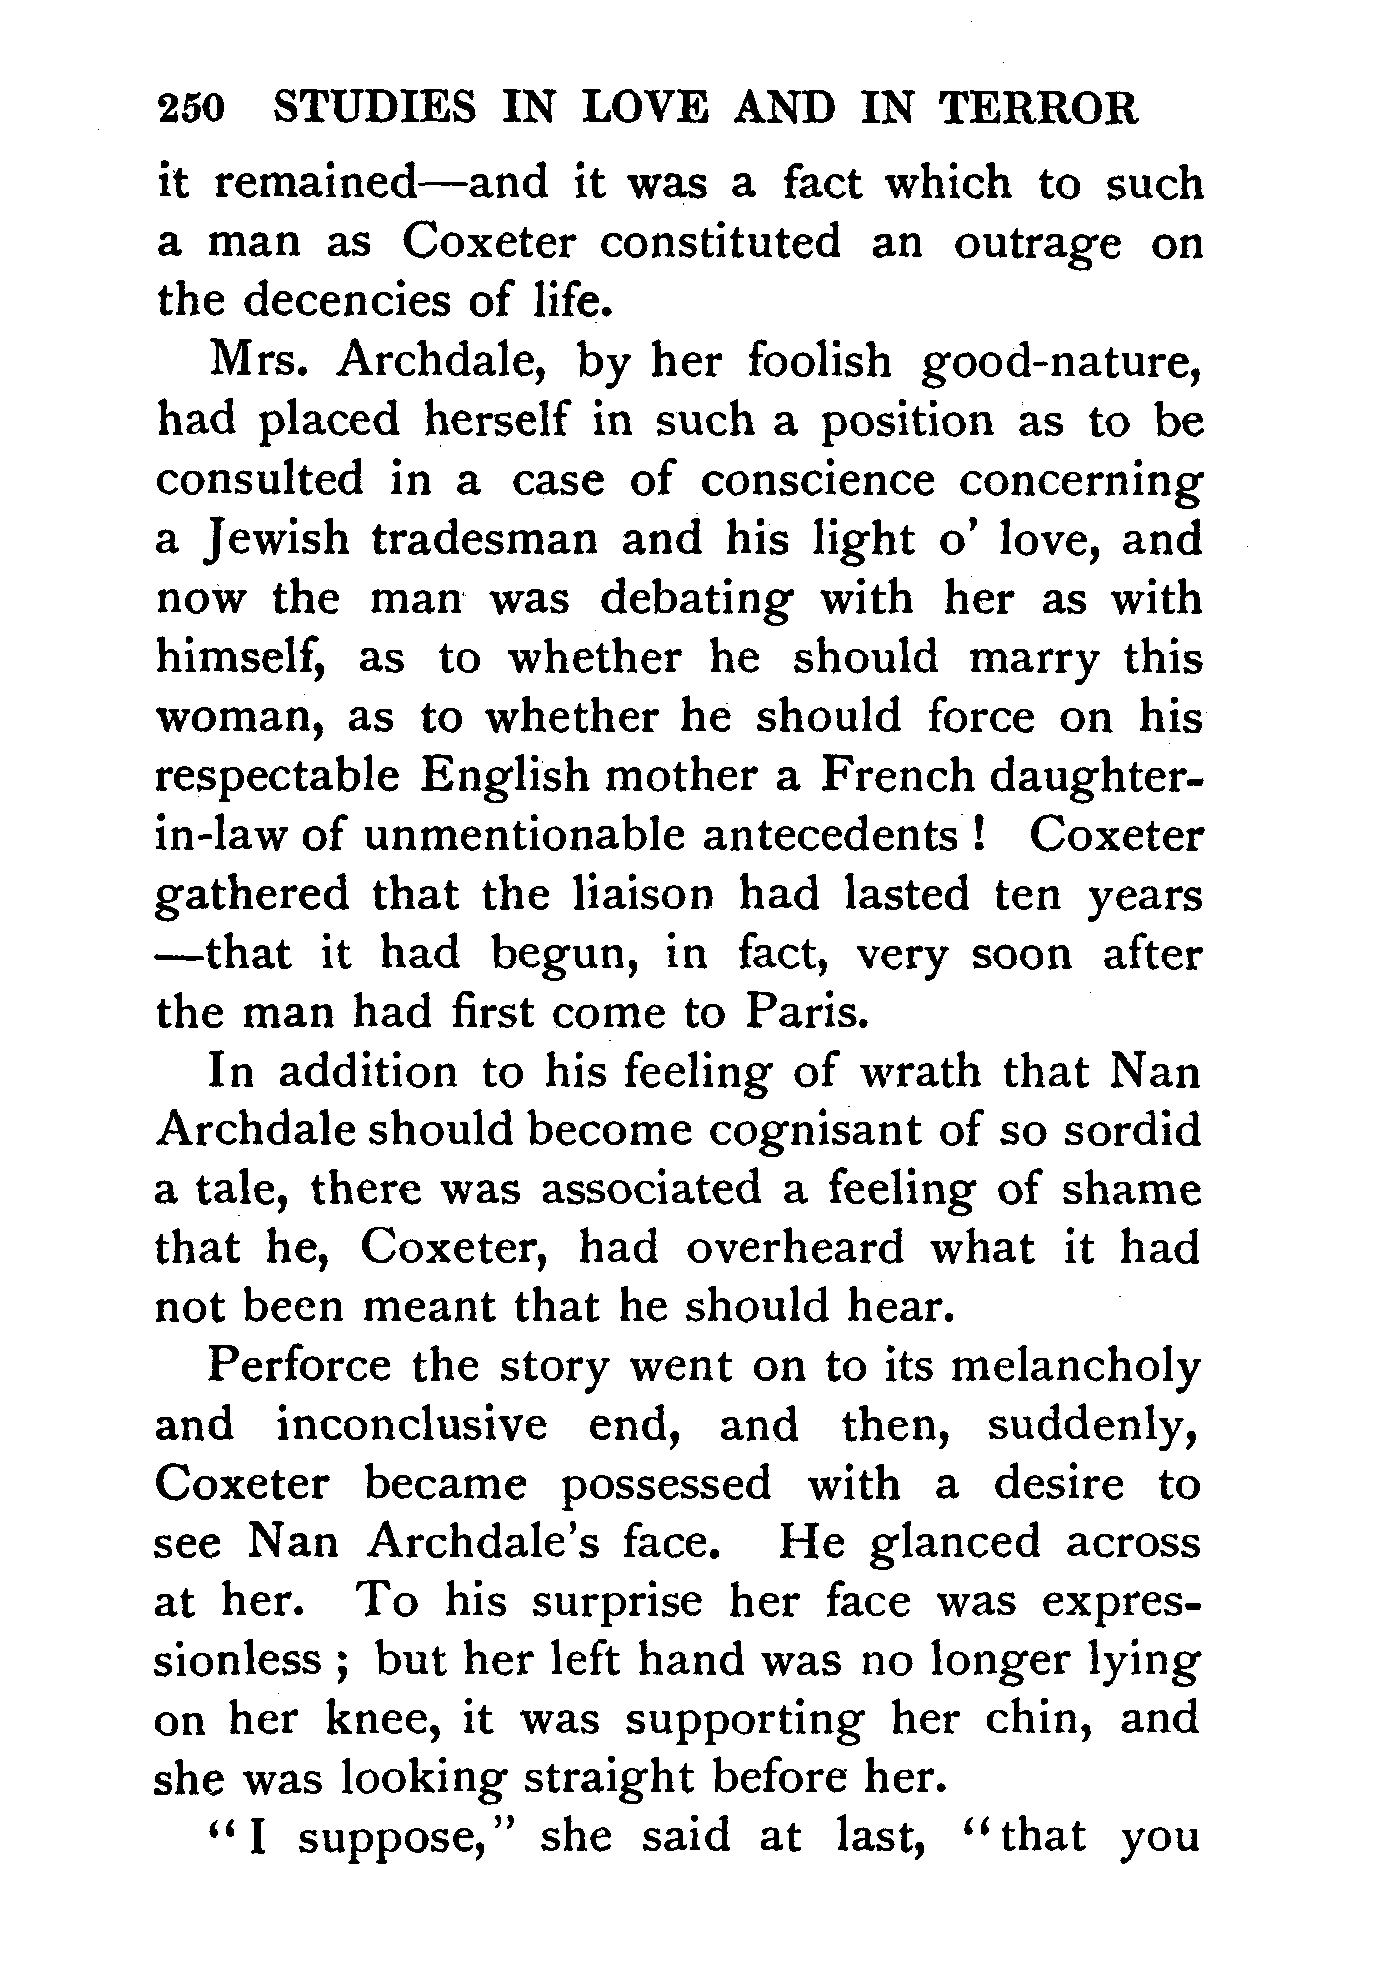 250 STUDIES IN LOVE AND IN TERROR
it remained—and it was a fact which to such
a man as Coxeter constituted an outrage on
the decencies of life.
Mrs. Archdale, by her foolish good-nature,
had placed herself in such a position as to be
consulted in a case of conscience concerning
a Jewish tradesman and his light o' love, and
now the man was debating with her as with
himself, as to whether he should marry this
woman, as to whether he should force on his
respectable English mother a French daughter-
in-law of unmentionable antecedents ! Coxeter
gathered that the liaison had lasted ten years
—that it had begun, in fact, very soon after
the man had first come to Paris.
In addition to his feeling of wrath that Nan
Archdale should become cognisant of so sordid
a tale, there was associated a feeling of shame
that he, Coxeter, had overheard what it had
not been meant that he should hear.
Perforce the story went on to its melancholy
and inconclusive end, and then, suddenly,
Coxeter became possessed with a desire to
see Nan Archdale's face. He glanced across
at her. To his surprise her face was expres-
sionless ; but her left hand was no longer lying
on her knee, it was supporting her chin, and
she was looking straight before her.
"I suppose," she said at last, "that you